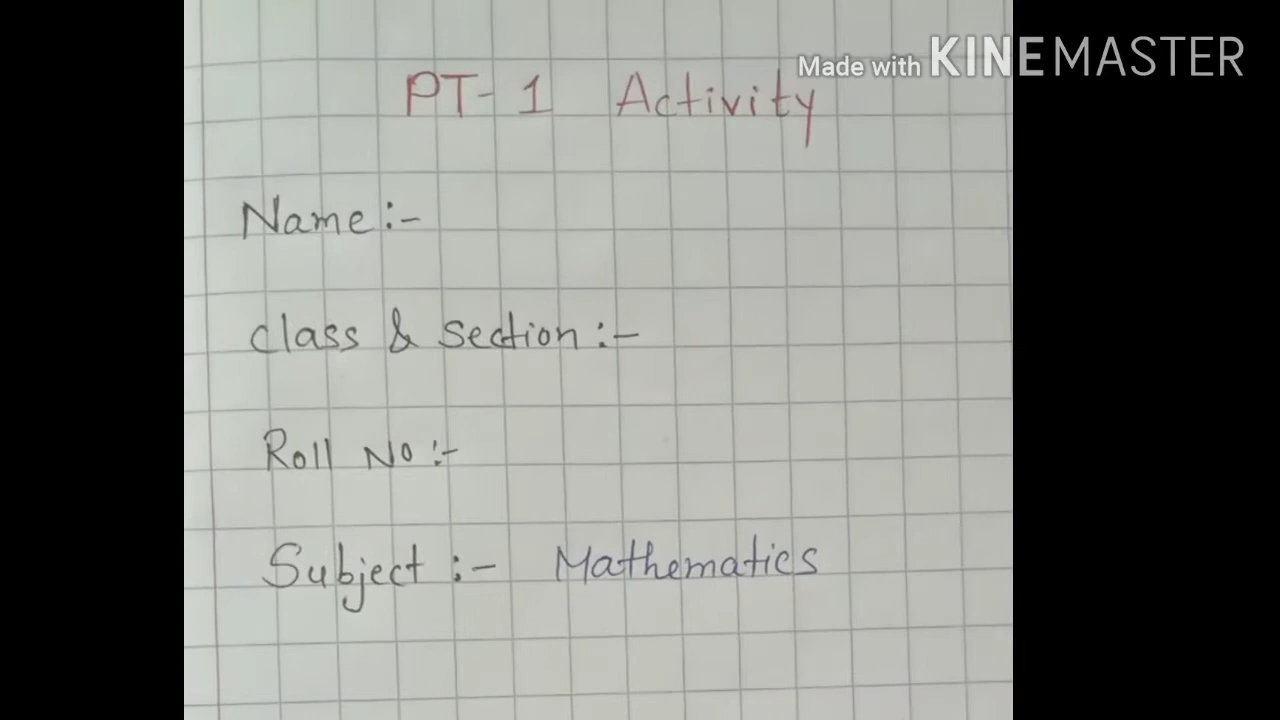 Made with KINEMASTER
PT-1 Activity
Name:-
Class & Section:-
Roll No:-
Subject:- Mathematics